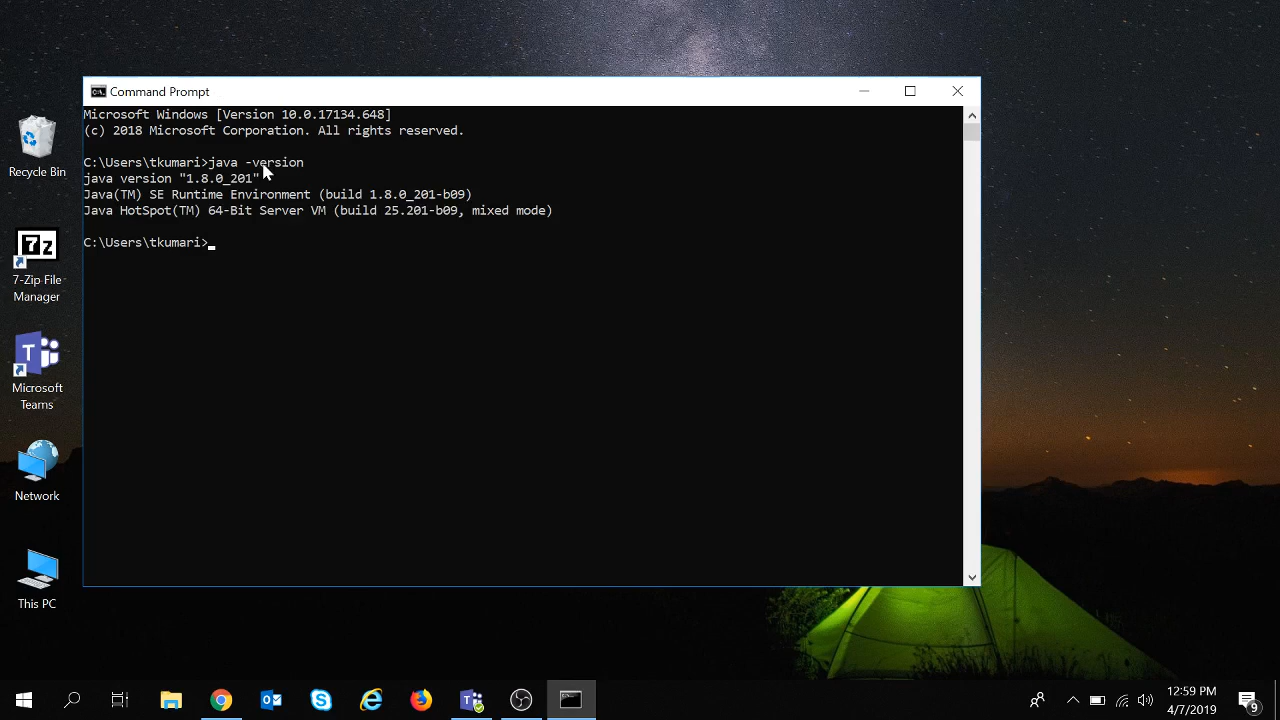 Command Prompt
Microsoft Windows [Version 10.0.17134.648]
(c) 2018 Microsoft Corporation. All rights reserved.
C:\Users\tkumari>java -version
java version "1.8.0_201"
Java(TM) SE Runtime Environment (build 1.8.0_201-b09)
Java HotSpot(TM) 64-Bit Server VM (build 25.201-b09, mixed mode)
C:\Users\tkumari>
Recycle Bin
7z
7-Zip File
Manager
T
Microsoft
Teams
Network
This PC
12:59 PM
4/7/2019
9